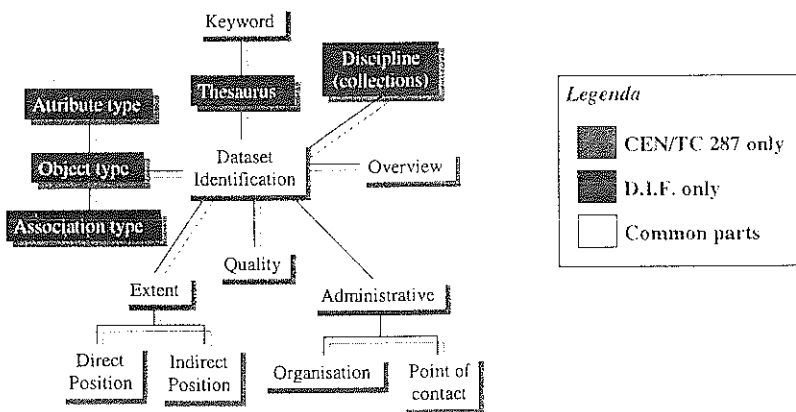 Keyword
Discipline
(collections)
Thesaurus
Attribute type
Legenda
CEN/TC 287 only
Object type
Dataset
Identification
Overview
D.I.F. only
Association type
Common parts
Quality
Extent
Administrative
Direct
Position
Indirect
Position
Organisation
Point of
contact